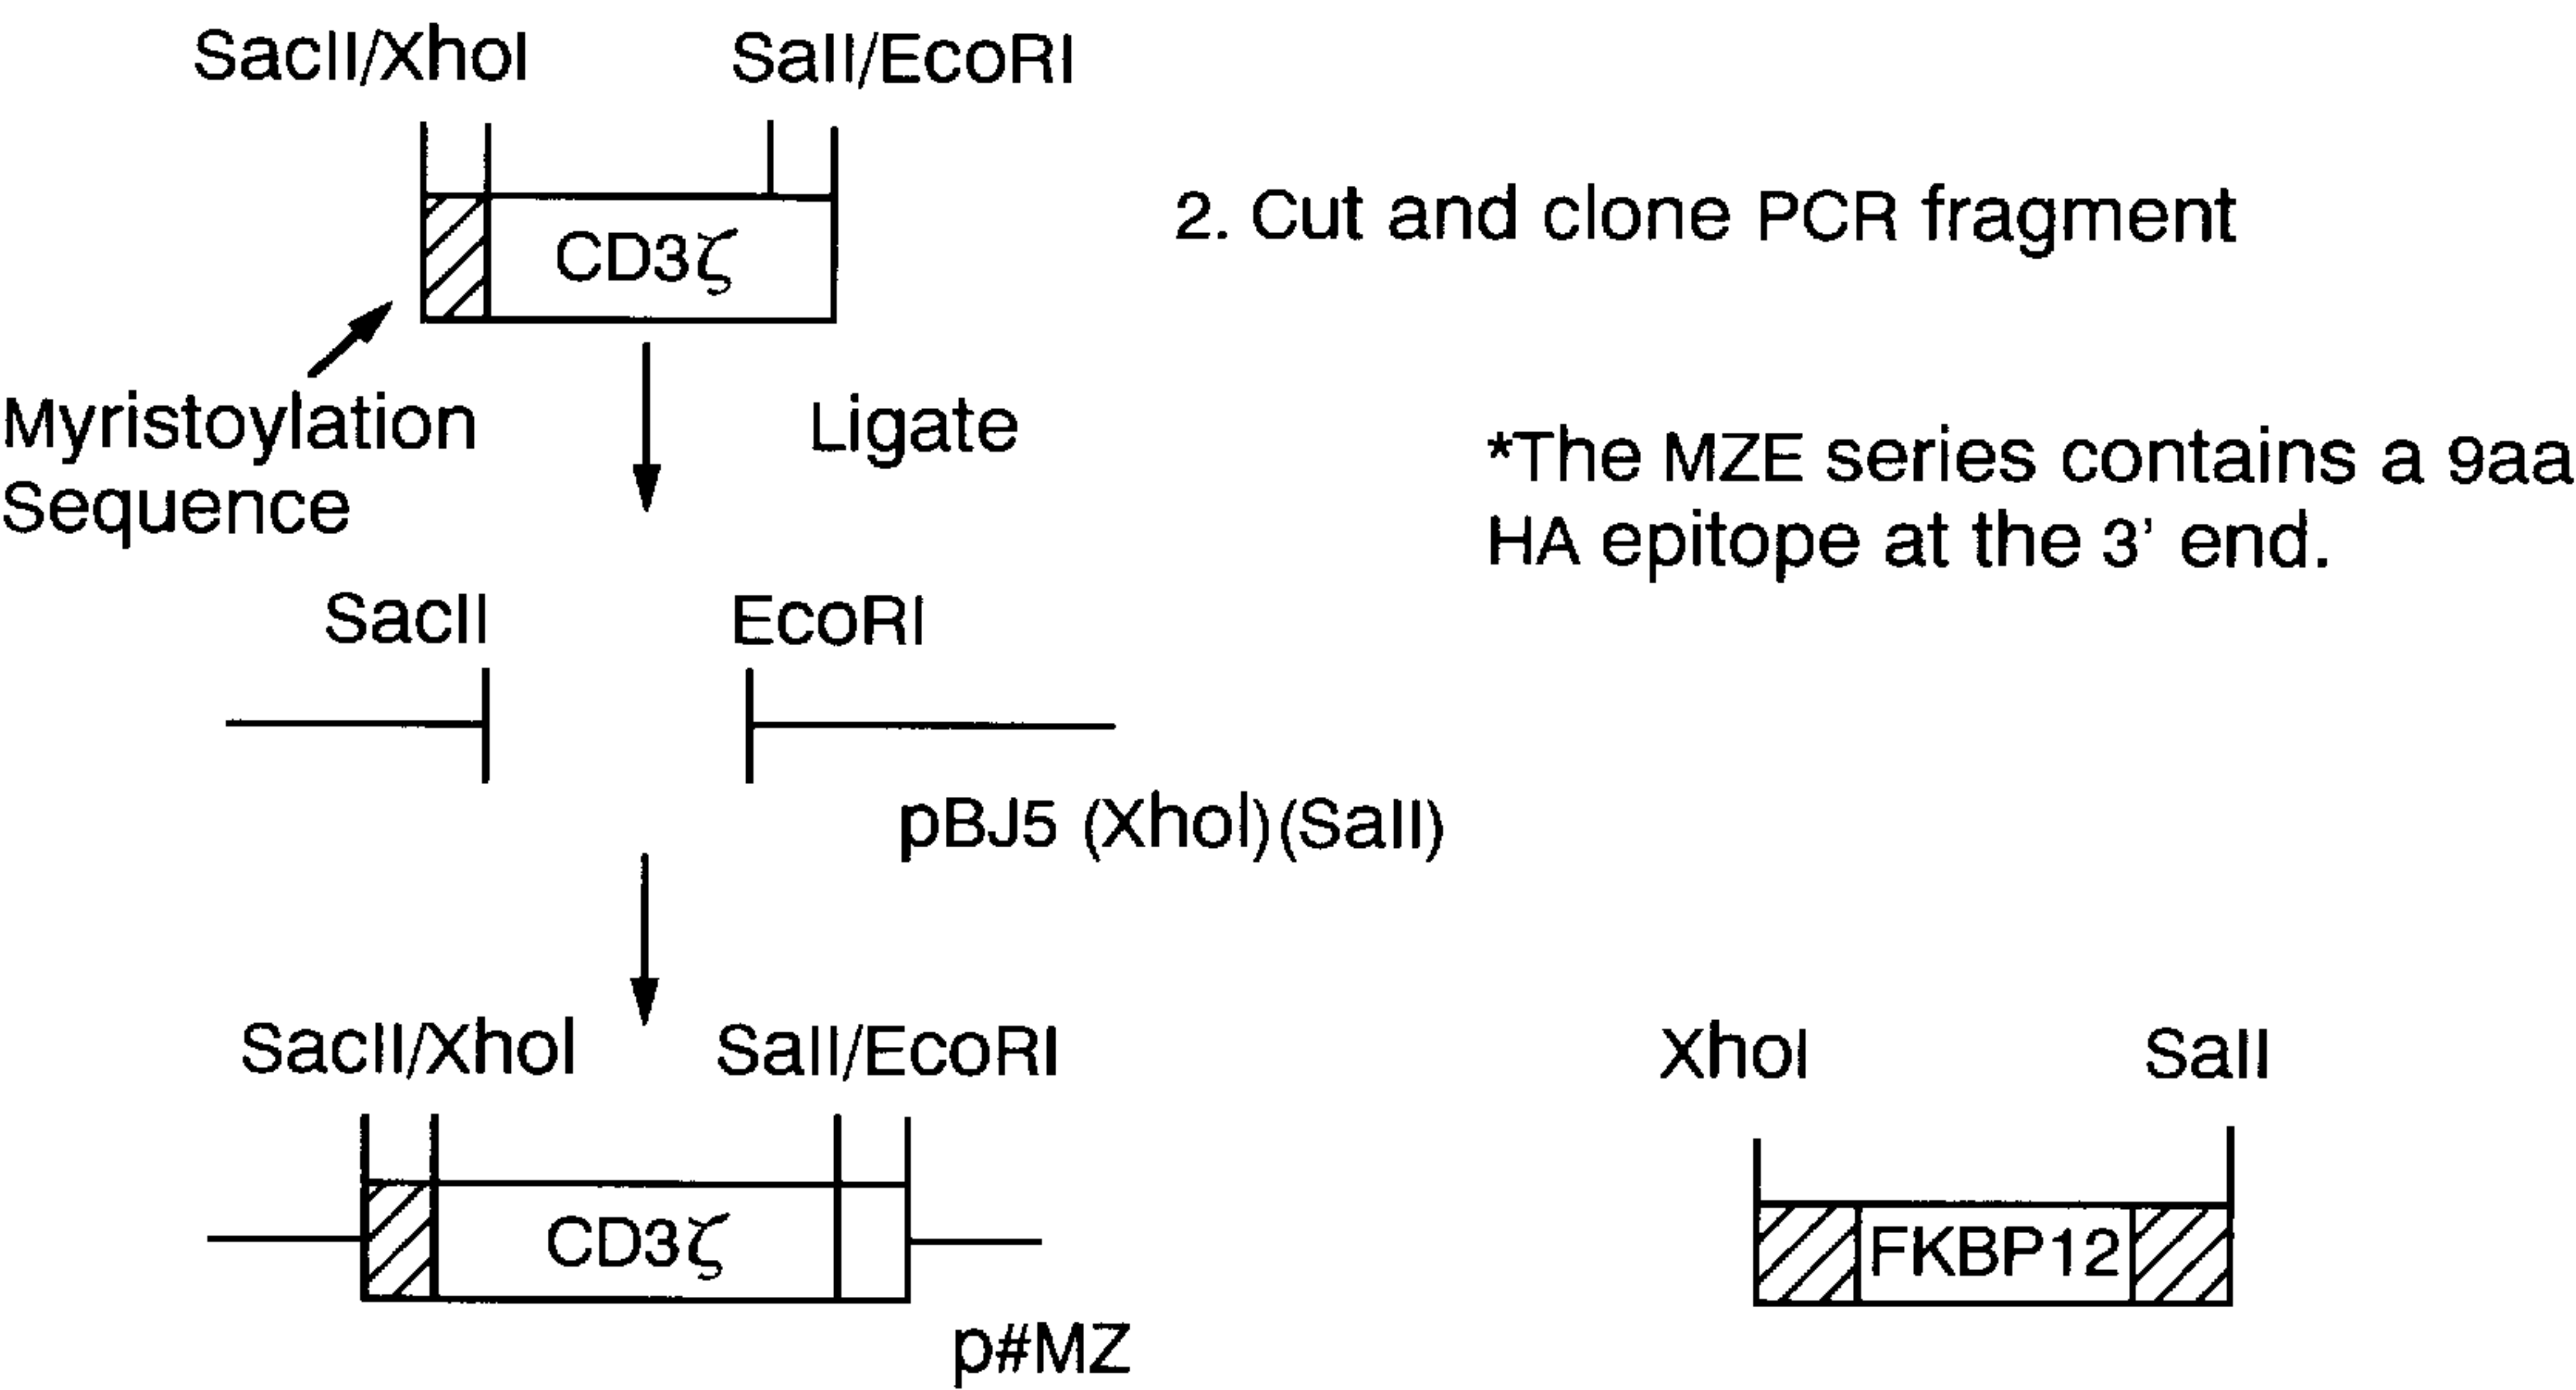 SacII/XhoI
SalI/EcoRI
CD3ζ
2. Cut and clone PCR fragment
Myristoylation
Sequence
Ligate
*The MZE series contains a 9aa
HA epitope at the 3' end.
SacII
EcoRI
pBJ5 (XhoI)(SalI)
SacII/XhoI
SalI/EcoRI
CD3ζ
p#MZ
XhoI
SalI
FKBP12